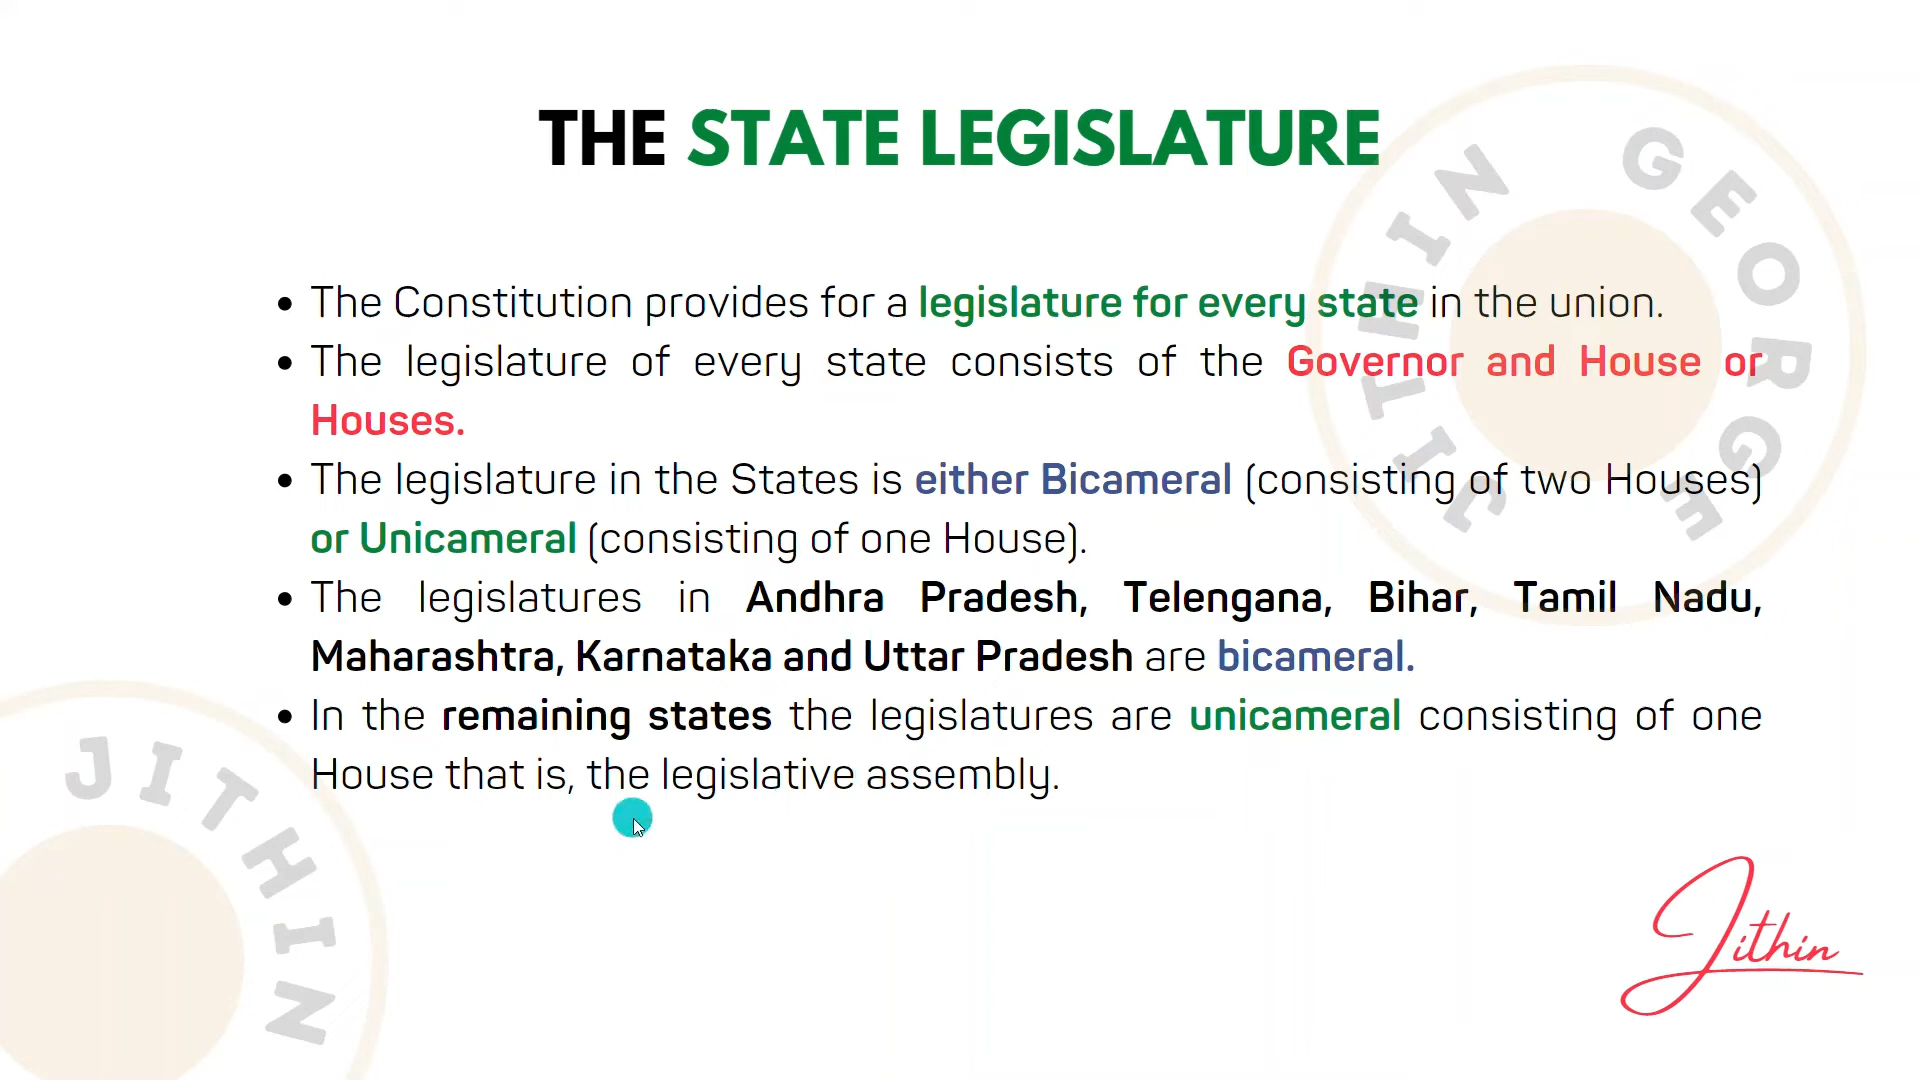 THE STATE LEGISLATURE
• The Constitution provides for a legislature for every state in the union.
• The legislature of every state consists of the Governor and House or
Houses.
• The legislature in the States is either Bicameral (consisting of two Houses)
or Unicameral (consisting of one House).
• The legislatures in Andhra Pradesh, Telengana, Bihar, Tamil Nadu,
Maharashtra, Karnataka and Uttar Pradesh are bicameral.
• In the remaining states the legislatures are unicameral consisting of one
House that is, the legislative assembly.
JITHIN GEORGE
JITHIN
Jithin